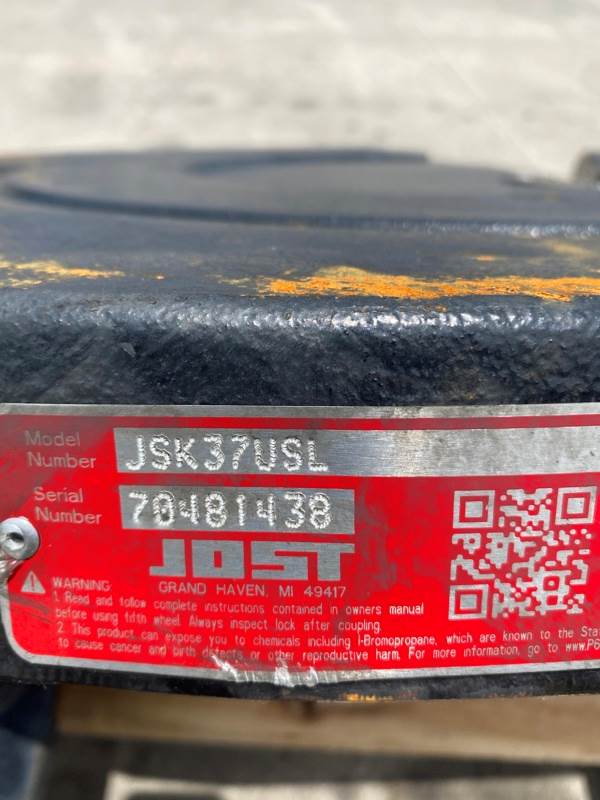 Model Number JSK37USL
Serial Number 70481438
JOST
GRAND HAVEN, MI 49417
WARNING:
1. Read and follow complete instructions contained in owners manual
before using fifth wheel. Always inspect lock after coupling.
2. This product can expose you to chemicals including 1-Bromopropane, which are known to the Sta
to cause cancer and birth defects or other reproductive harm. For more information, go to www.P6